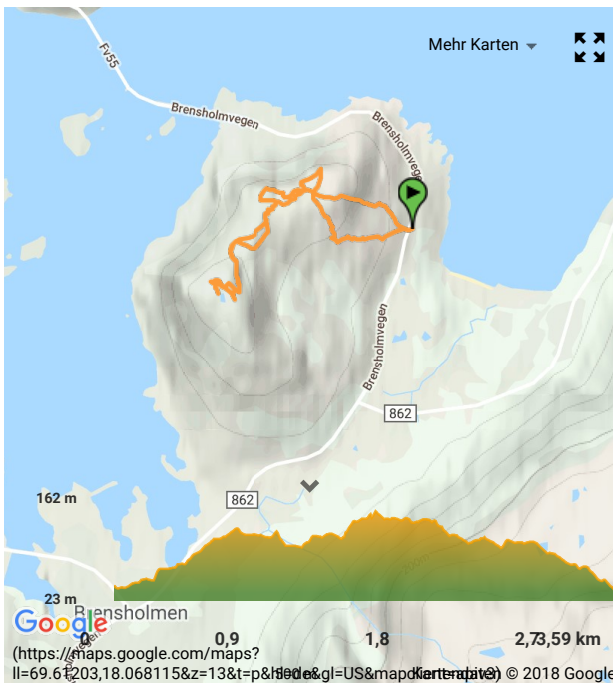 Mehr Karten
Fv55
Brensholmvegen
Brensholmvegen
Brensholmvegen
862
862
162 m
23 m
Google
Brensholmen
0
0,9
1,8
2,7
3,59 km
(https://maps.google.com/maps?
© 2018 Google